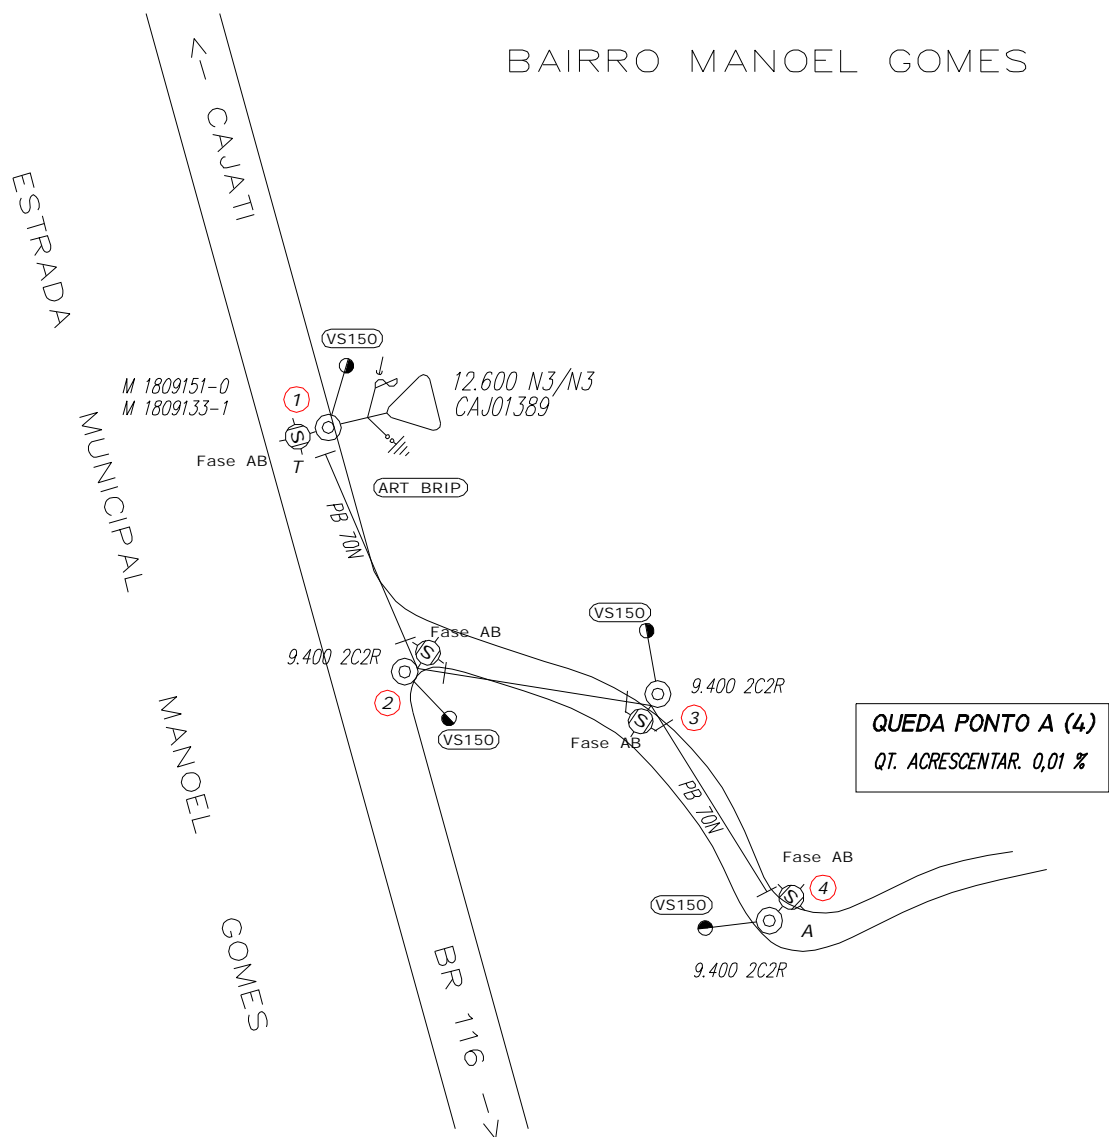 BAIRRO MANOEL GOMES
← CAJATI
ESTRADA MUNICIPAL MANOEL GOMES
VS150
M 1809151-0
M 1809133-1
1
12.600 N3/N3
CAJ01389
S
Fase AB
T
ART BRIP
PB 70N
VS150
Fase AB
S
9.400 2C2R
2
VS150
9.400 2C2R
S
3
Fase AB
QUEDA PONTO A (4)
QT. ACRESCENTAR. 0,01 %
PB 70N
Fase AB
S
4
VS150
A
9.400 2C2R
BR 116 →